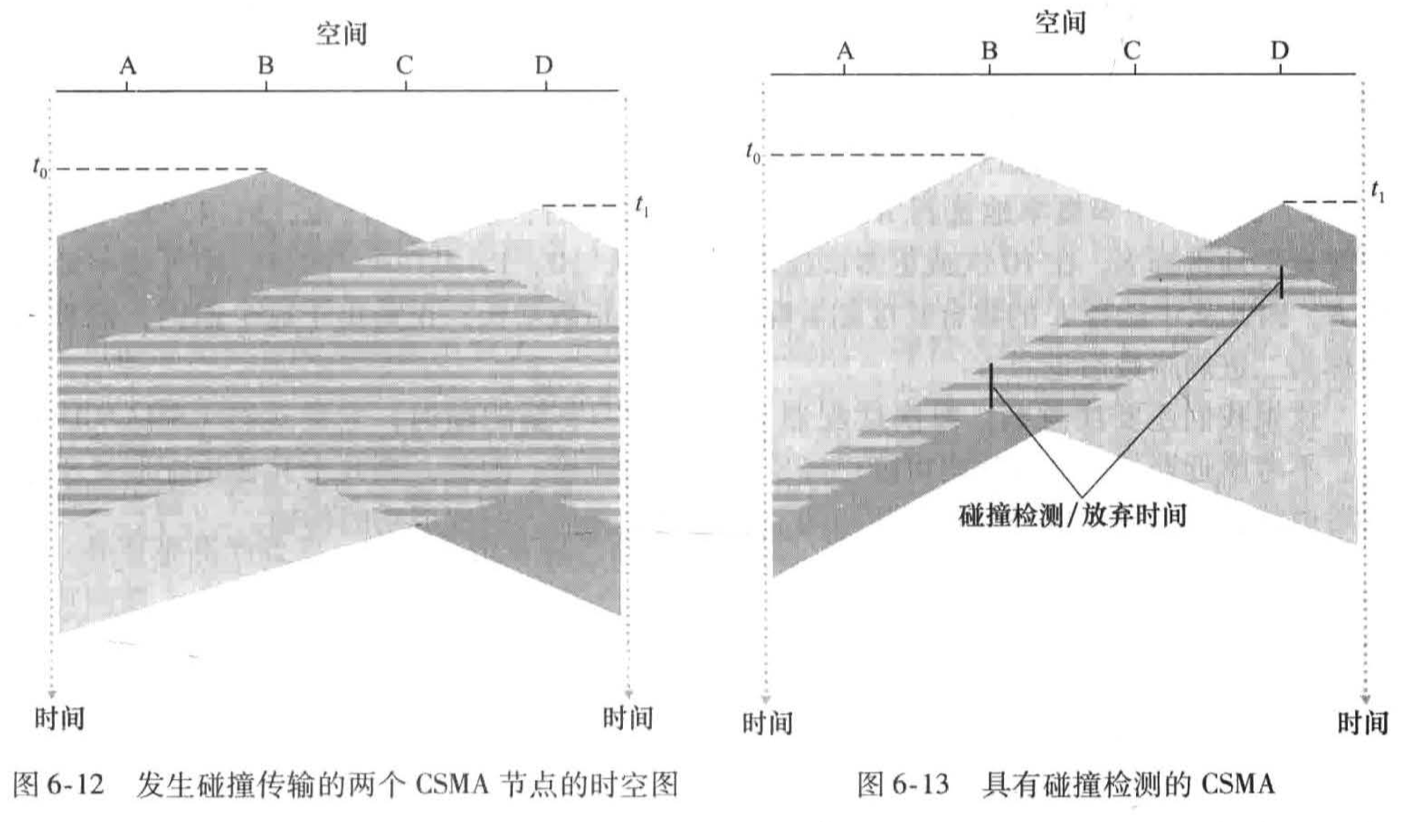 空间
A B C D
t₀
t₁
时间 时间
图 6-12 发生碰撞传输的两个 CSMA 节点的时空图
空间
A B C D
t₀
t₁
碰撞检测/放弃时间
时间 时间
图 6-13 具有碰撞检测的 CSMA